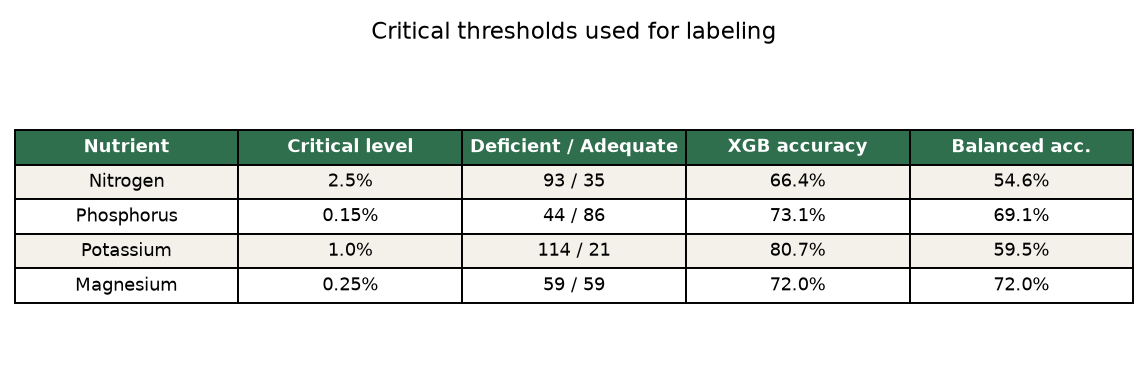 Critical thresholds used for labeling
Nutrient Critical level Deficient / Adequate XGB accuracy Balanced acc.
Nitrogen 2.5% 93 / 35 66.4% 54.6%
Phosphorus 0.15% 44 / 86 73.1% 69.1%
Potassium 1.0% 114 / 21 80.7% 59.5%
Magnesium 0.25% 59 / 59 72.0% 72.0%